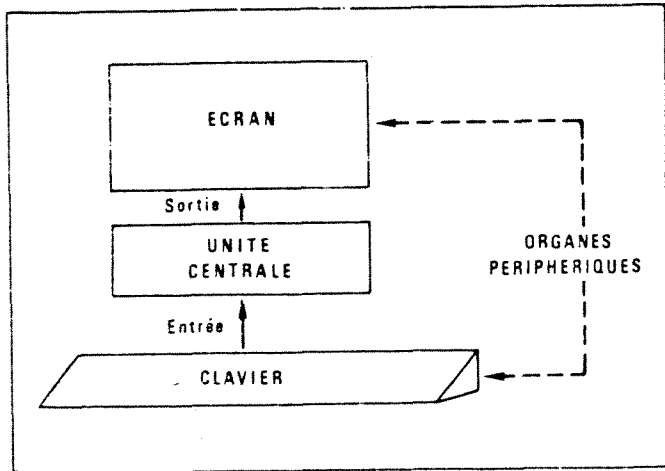 ECRAN
Sortie
UNITE
CENTRALE
ORGANES
PERIPHERIQUES
Entrée
CLAVIER